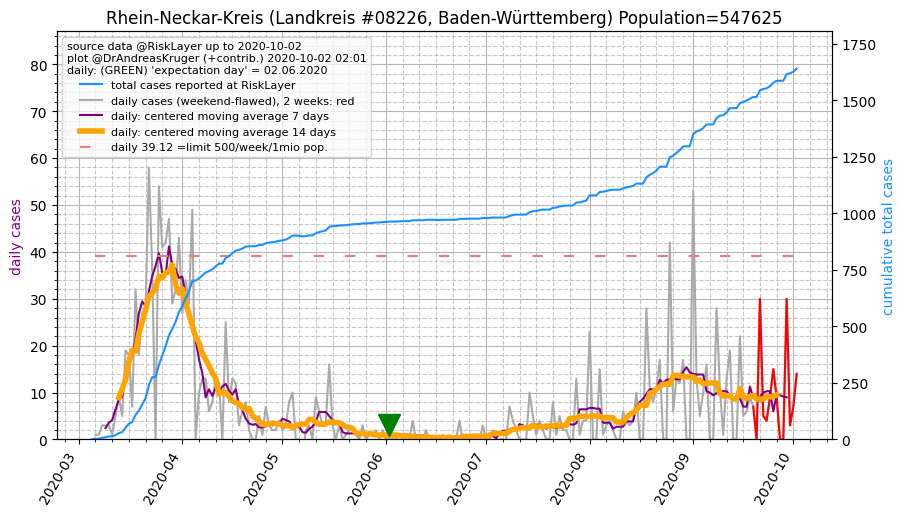 Rhein-Neckar-Kreis (Landkreis #08226, Baden-Württemberg) Population=547625
source data @RiskLayer up to 2020-10-02
plot @DrAndreasKruger (+contrib.) 2020-10-02 02:01
daily: (GREEN) 'expectation day' = 02.06.2020
total cases reported at RiskLayer
daily cases (weekend-flawed), 2 weeks: red
daily: centered moving average 7 days
daily: centered moving average 14 days
daily 39.12 =limit 500/week/1mio pop.
daily cases
80
70
60
50
40
30
20
10
0
cumulative total cases
1750
1500
1250
1000
750
500
250
0
2020-03
2020-04
2020-05
2020-06
2020-07
2020-08
2020-09
2020-10